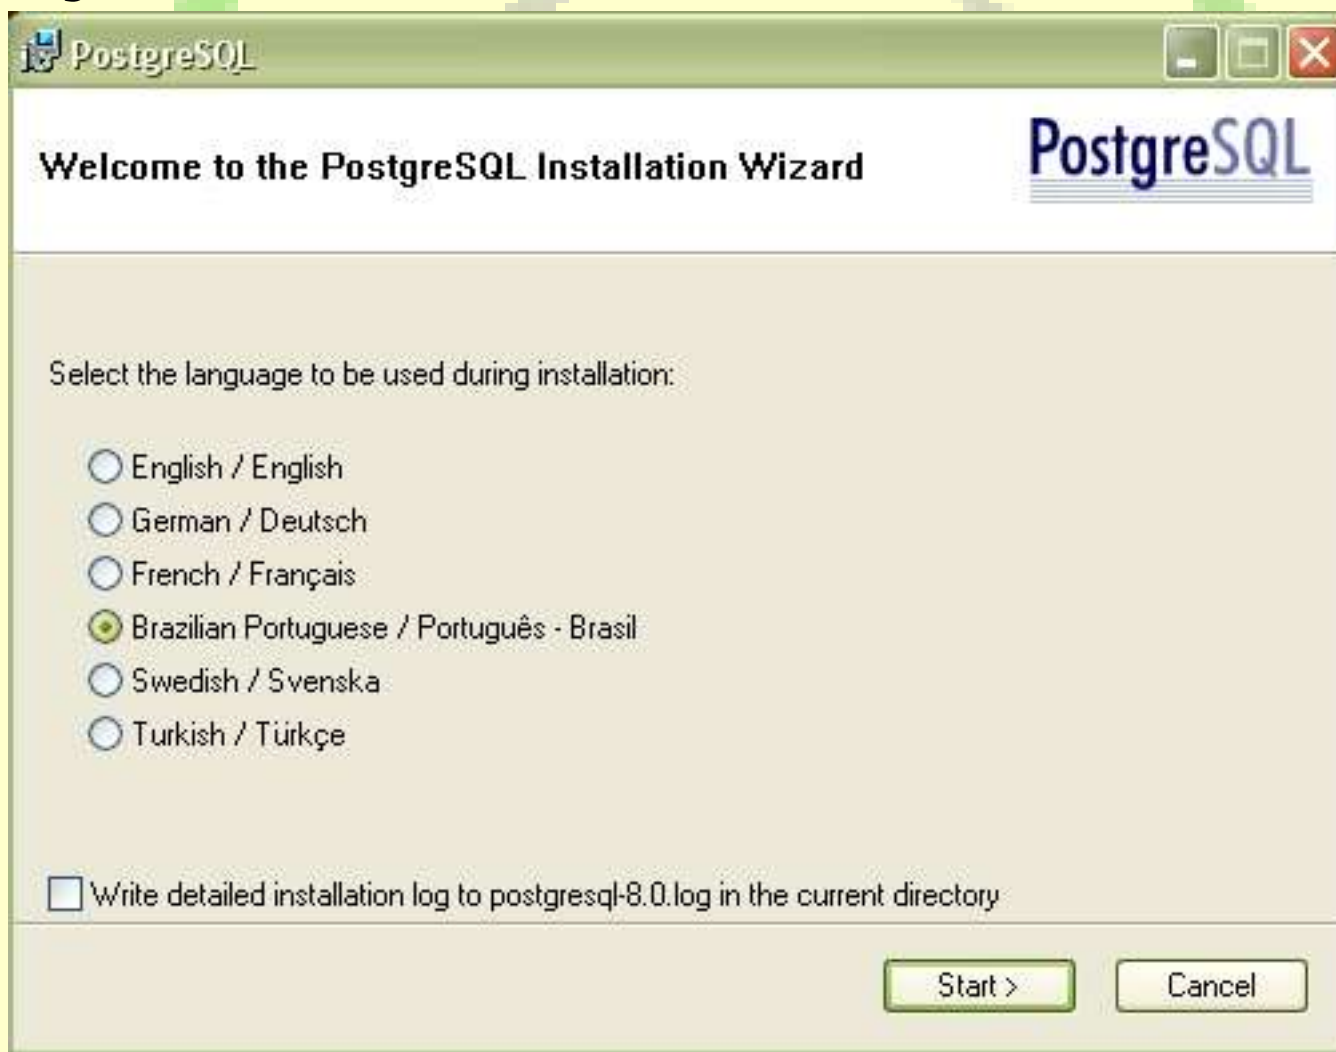 PostgreSQL
Welcome to the PostgreSQL Installation Wizard
PostgreSQL
Select the language to be used during installation:
English / English
German / Deutsch
French / Français
Brazilian Portuguese / Português - Brasil
Swedish / Svenska
Turkish / Türkçe
Write detailed installation log to postgresql-8.0.log in the current directory
Start >
Cancel